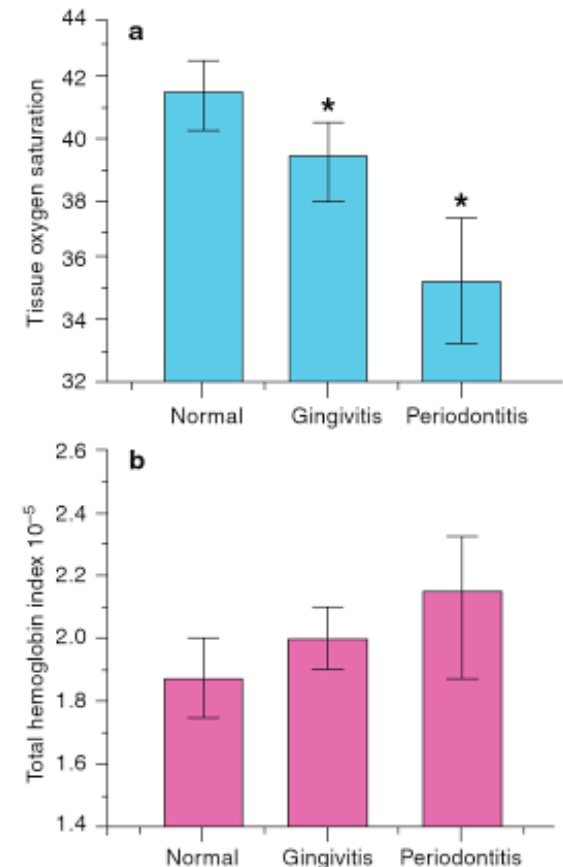 a
Tissue oxygen saturation
44
42
40
38
36
34
32
*
*
Normal Gingivitis Periodontitis
b
Total hemoglobin index 10⁻⁵
2.6
2.4
2.2
2.0
1.8
1.6
1.4
Normal Gingivitis Periodontitis